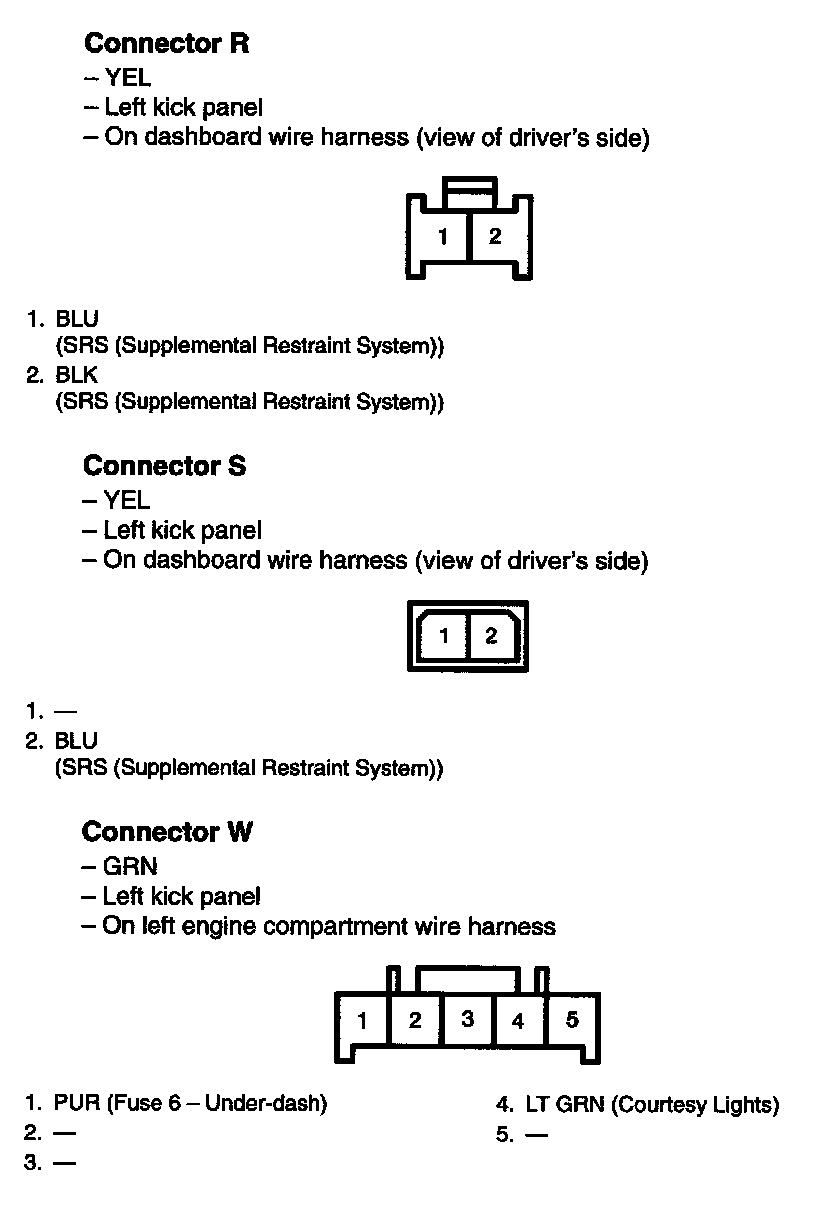 Connector R
– YEL
– Left kick panel
– On dashboard wire harness (view of driver's side)
1 2
1. BLU
(SRS (Supplemental Restraint System))
2. BLK
(SRS (Supplemental Restraint System))
Connector S
– YEL
– Left kick panel
– On dashboard wire harness (view of driver's side)
1 2
1. —
2. BLU
(SRS (Supplemental Restraint System))
Connector W
– GRN
– Left kick panel
– On left engine compartment wire harness
1 2 3 4 5
1. PUR (Fuse 6 – Under-dash)
2. —
3. —
4. LT GRN (Courtesy Lights)
5. —